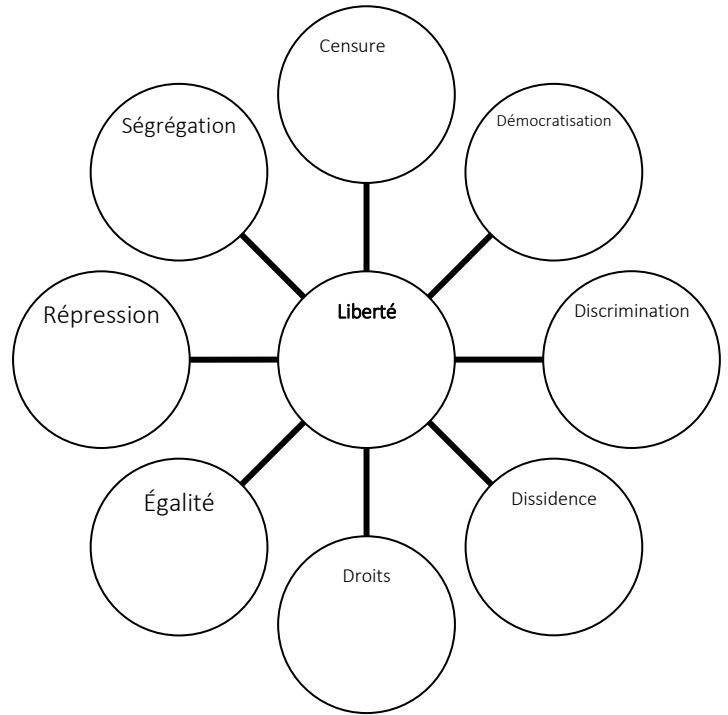 Censure
Démocratisation
Ségrégation
Discrimination
Liberté
Répression
Dissidence
Égalité
Droits